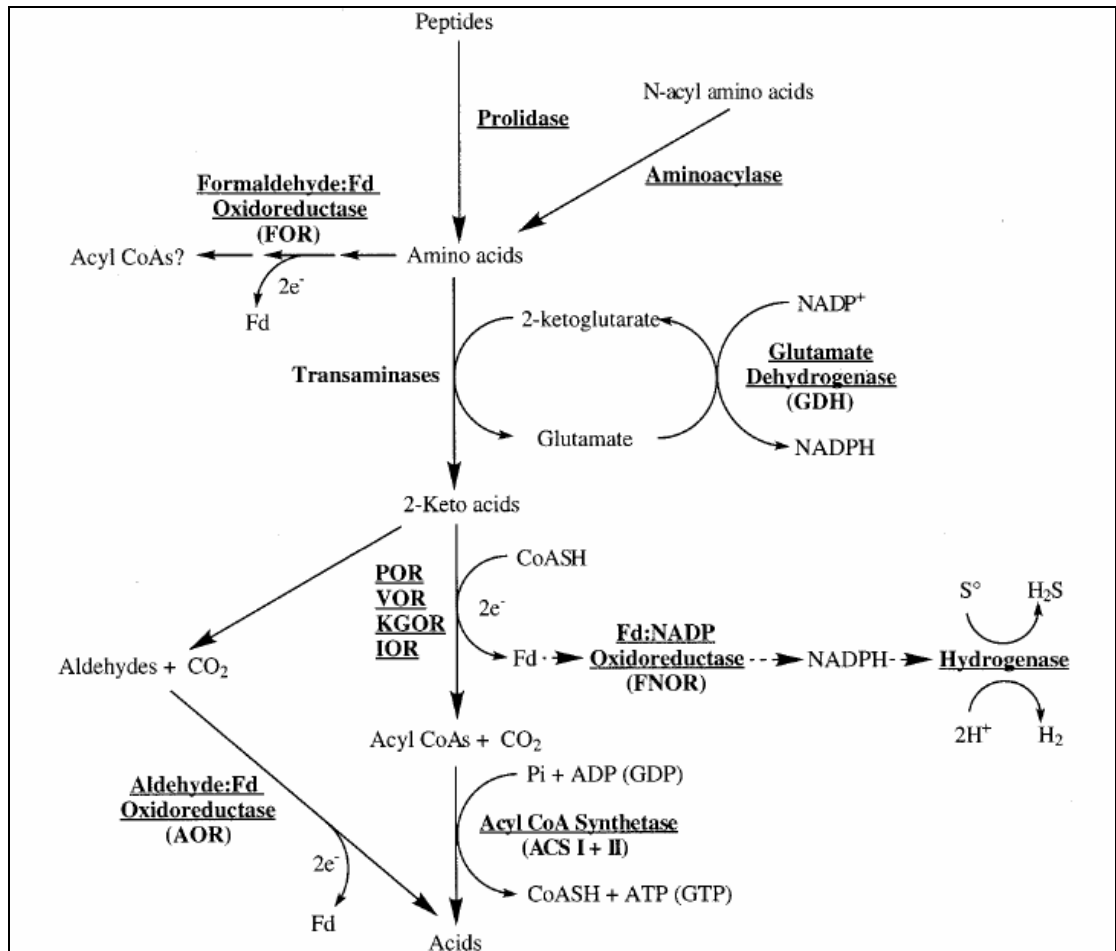 Peptides
N-acyl amino acids
Prolidase
Aminoacylase
Formaldehyde:Fd
Oxidoreductase
(FOR)
Acyl CoAs?
Amino acids
2e⁻
Fd
2-ketoglutarate
NADP⁺
Transaminases
Glutamate
Dehydrogenase
(GDH)
Glutamate
NADPH
2-Keto acids
CoASH
POR
VOR
KGOR
IOR
2e⁻
S°
H₂S
Fd
Fd:NADP
Oxidoreductase
(FNOR)
NADPH
Hydrogenase
Aldehydes + CO₂
2H⁺
H₂
Acyl CoAs + CO₂
Pi + ADP (GDP)
Aldehyde:Fd
Oxidoreductase
(AOR)
Acyl CoA Synthetase
(ACS I + II)
2e⁻
CoASH + ATP (GTP)
Fd
Acids